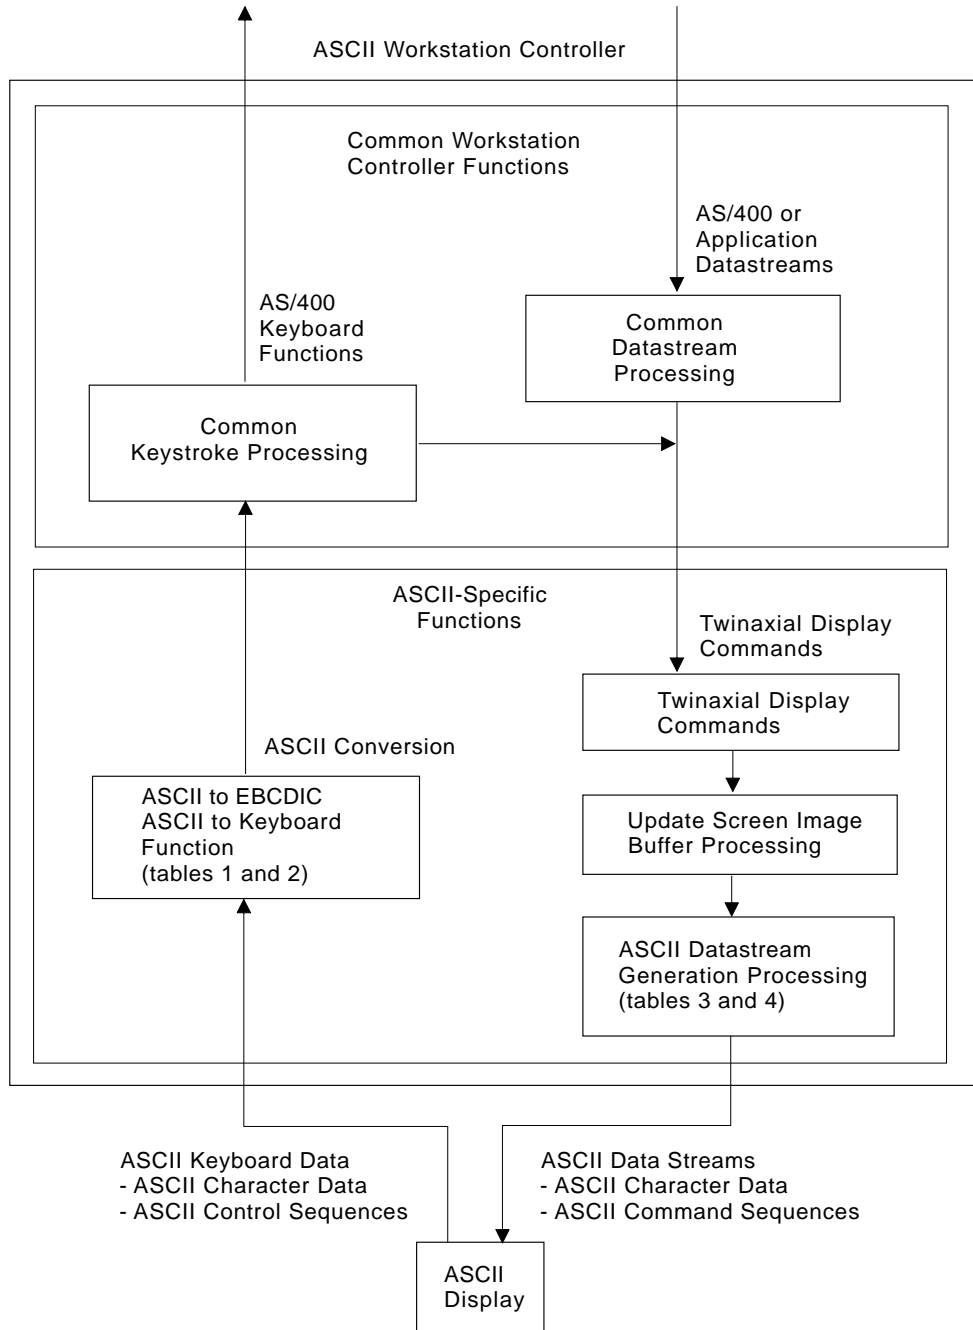 ASCII Workstation Controller
Common Workstation
Controller Functions
AS/400 or
Application
Datastreams
AS/400
Keyboard
Functions
Common
Datastream
Processing
Common
Keystroke Processing
ASCII-Specific
Functions
Twinaxial Display
Commands
Twinaxial Display
Commands
ASCII Conversion
ASCII to EBCDIC
ASCII to Keyboard
Function
(tables 1 and 2)
Update Screen Image
Buffer Processing
ASCII Datastream
Generation Processing
(tables 3 and 4)
ASCII Keyboard Data
- ASCII Character Data
- ASCII Control Sequences
ASCII Data Streams
- ASCII Character Data
- ASCII Command Sequences
ASCII
Display